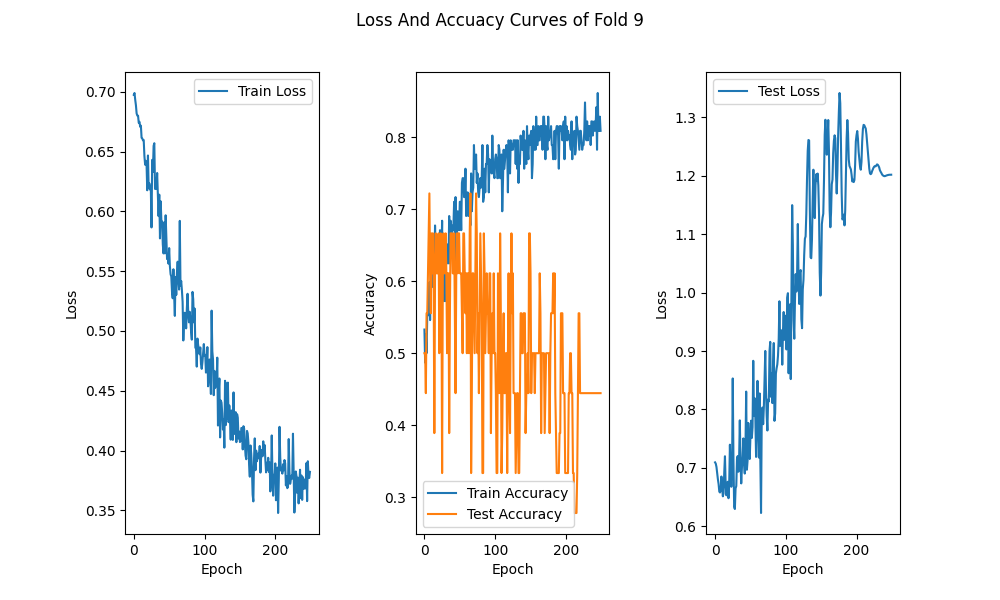 Loss And Accuacy Curves of Fold 9
Train Loss
0.70
0.65
0.60
0.55
0.50
0.45
0.40
0.35
Loss
0
100
200
Epoch
0.8
0.7
0.6
0.5
0.4
0.3
Accuracy
Train Accuracy
Test Accuracy
0
100
200
Epoch
Test Loss
1.3
1.2
1.1
1.0
0.9
0.8
0.7
0.6
Loss
0
100
200
Epoch